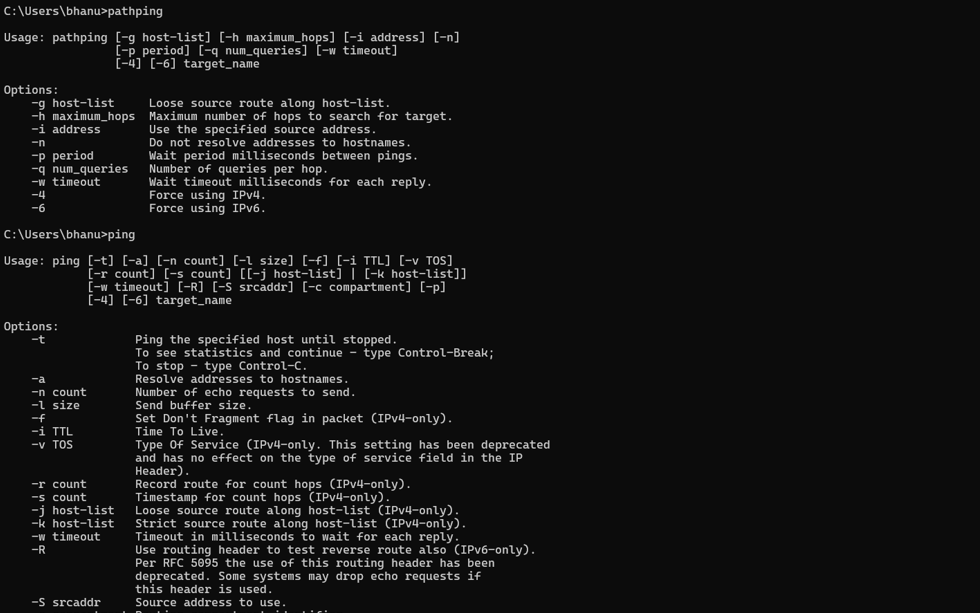 C:\Users\bhanu>pathping
Usage: pathping [-g host-list] [-h maximum_hops] [-i address] [-n]
                [-p period] [-q num_queries] [-w timeout]
                [-4] [-6] target_name
Options:
    -g host-list     Loose source route along host-list.
    -h maximum_hops  Maximum number of hops to search for target.
    -i address       Use the specified source address.
    -n               Do not resolve addresses to hostnames.
    -p period        Wait period milliseconds between pings.
    -q num_queries   Number of queries per hop.
    -w timeout       Wait timeout milliseconds for each reply.
    -4               Force using IPv4.
    -6               Force using IPv6.
C:\Users\bhanu>ping
Usage: ping [-t] [-a] [-n count] [-l size] [-f] [-i TTL] [-v TOS]
            [-r count] [-s count] [[-j host-list] | [-k host-list]]
            [-w timeout] [-R] [-S srcaddr] [-c compartment] [-p]
            [-4] [-6] target_name
Options:
    -t             Ping the specified host until stopped.
                   To see statistics and continue - type Control-Break;
                   To stop - type Control-C.
    -a             Resolve addresses to hostnames.
    -n count       Number of echo requests to send.
    -l size        Send buffer size.
    -f             Set Don't Fragment flag in packet (IPv4-only).
    -i TTL         Time To Live.
    -v TOS         Type Of Service (IPv4-only. This setting has been deprecated
                   and has no effect on the type of service field in the IP
                   Header).
    -r count       Record route for count hops (IPv4-only).
    -s count       Timestamp for count hops (IPv4-only).
    -j host-list   Loose source route along host-list (IPv4-only).
    -k host-list   Strict source route along host-list (IPv4-only).
    -w timeout     Timeout in milliseconds to wait for each reply.
    -R             Use routing header to test reverse route also (IPv6-only).
                   Per RFC 5095 the use of this routing header has been
                   deprecated. Some systems may drop echo requests if
                   this header is used.
    -S srcaddr     Source address to use.